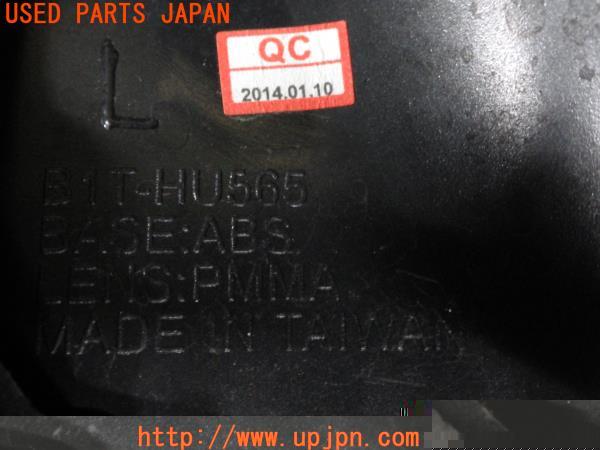 USED PARTS JAPAN
QC
2014.01.10
L
B1T-HU565
BASE:ABS
LENS:PMMA
MADE IN TAIWAN
http://www.upjpn.com